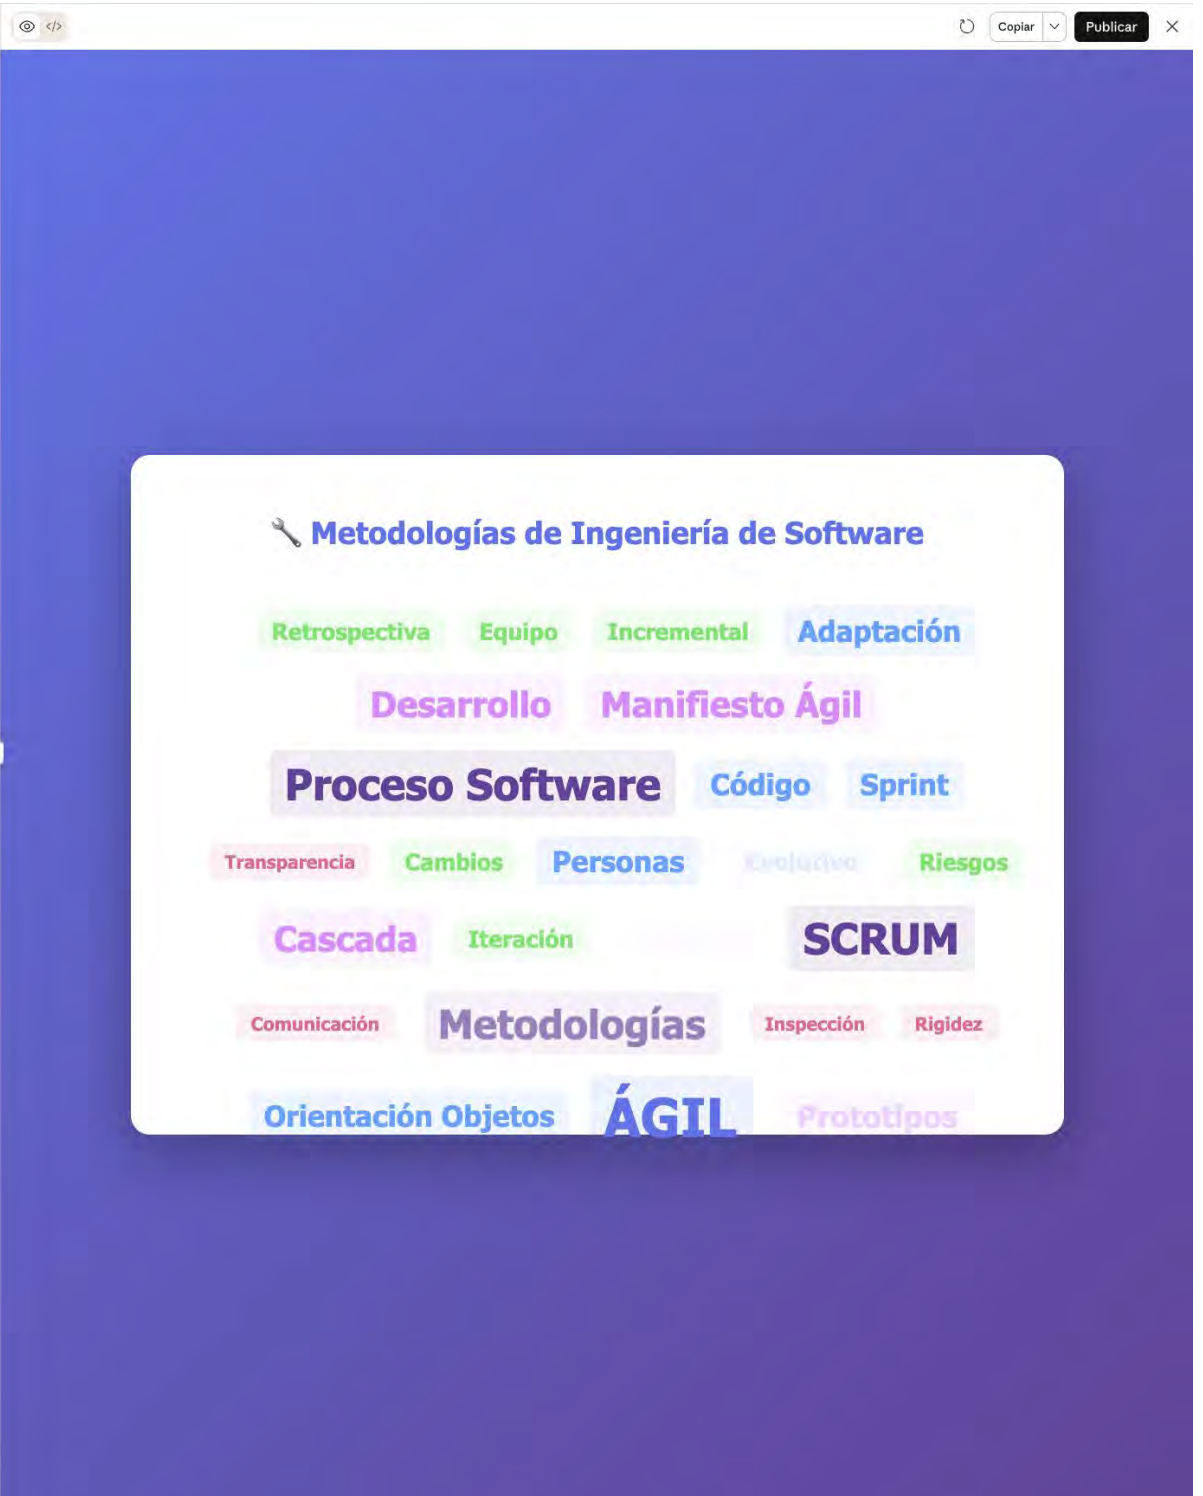 Copiar Publicar
🔧 Metodologías de Ingeniería de Software
Retrospectiva Equipo Incremental Adaptación
Desarrollo Manifiesto Ágil
Proceso Software Código Sprint
Transparencia Cambios Personas Evolutivo Riesgos
Cascada Iteración SCRUM
Comunicación Metodologías Inspección Rigidez
Orientación Objetos ÁGIL Prototipos